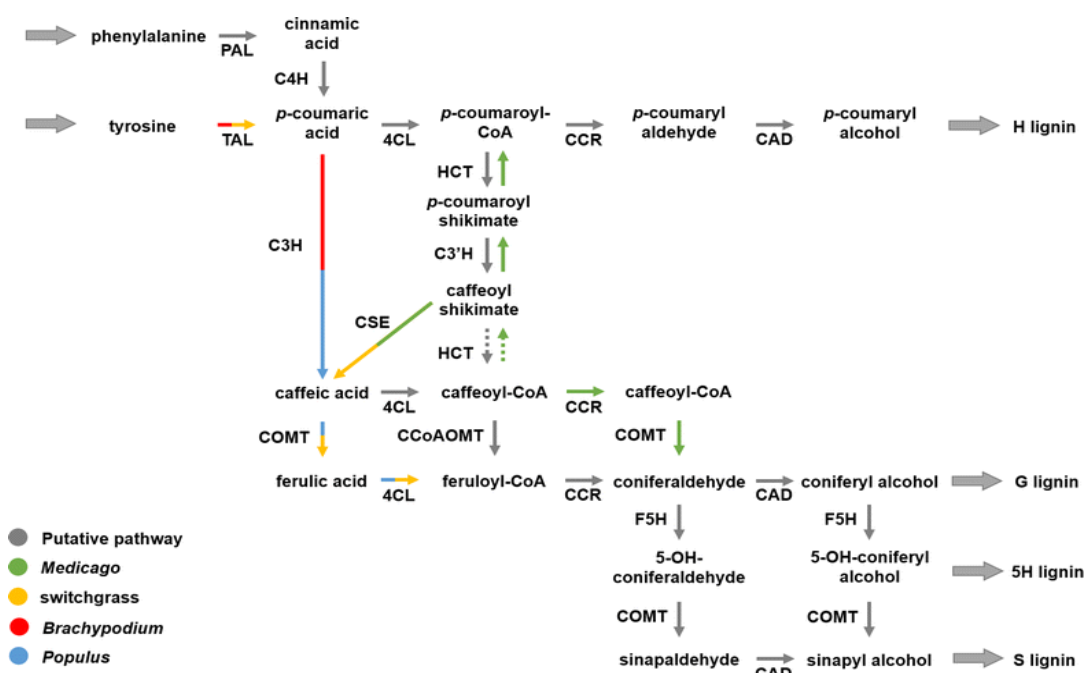 phenylalanine
PAL
cinnamic
acid
C4H
tyrosine
TAL
p-coumaric
acid
4CL
p-coumaroyl-
CoA
CCR
p-coumaryl
aldehyde
CAD
p-coumaryl
alcohol
H lignin
HCT
p-coumaroyl
shikimate
C3H
C3'H
caffeoyl
shikimate
CSE
HCT
caffeic acid
4CL
caffeoyl-CoA
CCR
caffeoyl-CoA
COMT
CCoAOMT
COMT
ferulic acid
4CL
feruloyl-CoA
CCR
coniferaldehyde
CAD
coniferyl alcohol
G lignin
F5H
F5H
5-OH-
coniferaldehyde
5-OH-coniferyl
alcohol
5H lignin
COMT
COMT
sinapaldehyde
CAD
sinapyl alcohol
S lignin
Putative pathway
Medicago
switchgrass
Brachypodium
Populus